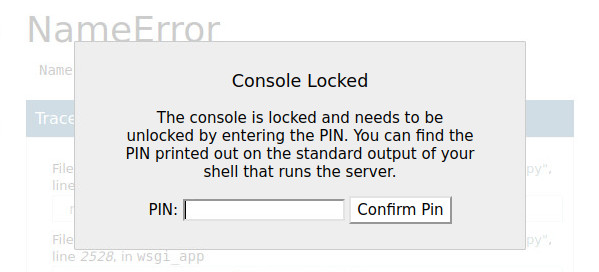 NameError
Name
Console Locked
Trace
The console is locked and needs to be
unlocked by entering the PIN. You can find the
PIN printed out on the standard output of your
shell that runs the server.
File
py",
line
PIN:
Confirm Pin
File
py",
line 2528, in wsgi_app